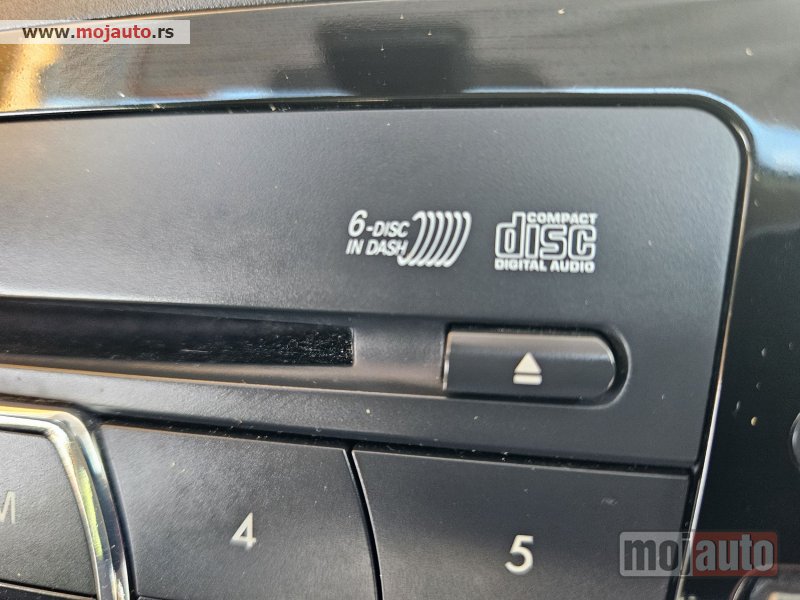 www.mojauto.rs
6-DISC
IN DASH
COMPACT
disc
DIGITAL AUDIO
M
4
5
mojauto